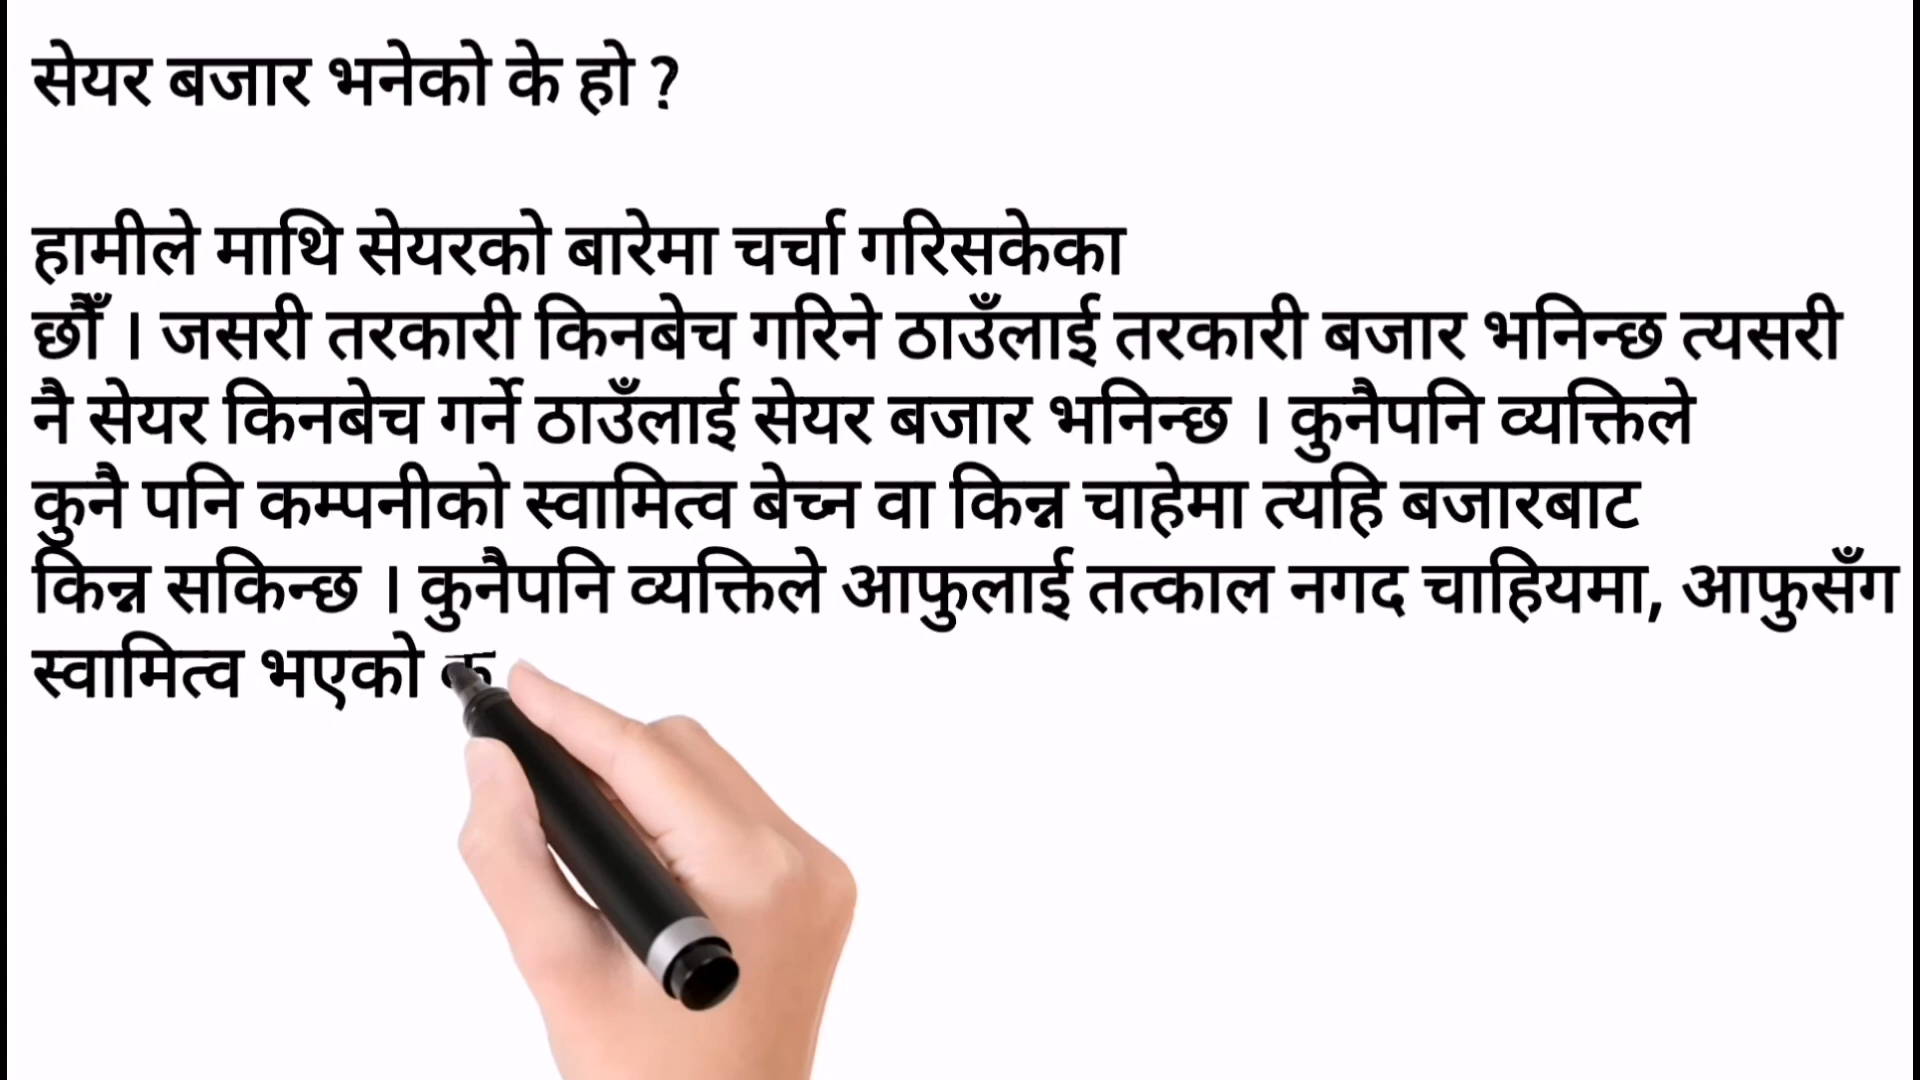 सेयर बजार भनेको के हो ?
हामीले माथि सेयरको बारेमा चर्चा गरिसकेका
छौँ । जसरी तरकारी किनबेच गरिने ठाउँलाई तरकारी बजार भनिन्छ त्यसरी
नै सेयर किनबेच गर्ने ठाउँलाई सेयर बजार भनिन्छ । कुनैपनि व्यक्तिले
कुनै पनि कम्पनीको स्वामित्व बेच्न वा किन्न चाहेमा त्यहि बजारबाट
किन्न सकिन्छ । कुनैपनि व्यक्तिले आफुलाई तत्काल नगद चाहियमा, आफुसँग
स्वामित्व भएको